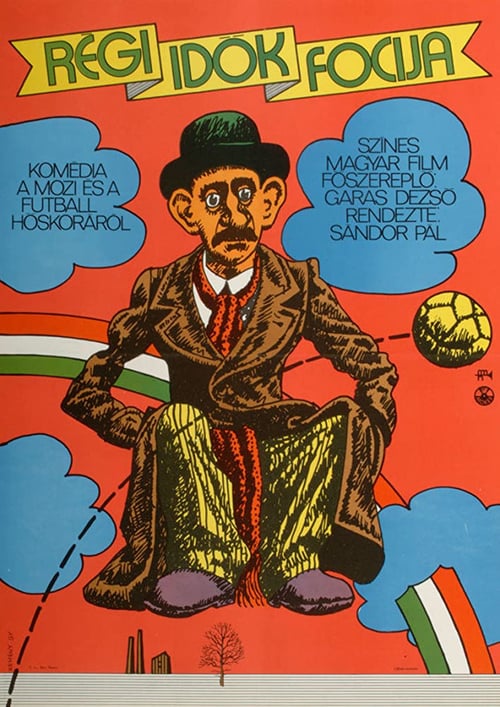 RÉGI IDŐK FOCIJA
KOMÉDIA
A MOZI ÉS A
FUTBALL
HŐSKORÁRÓL
SZÍNES
MAGYAR FILM
FŐSZEREPLŐ:
GARAS DEZSŐ
RENDEZTE:
SÁNDOR PÁL